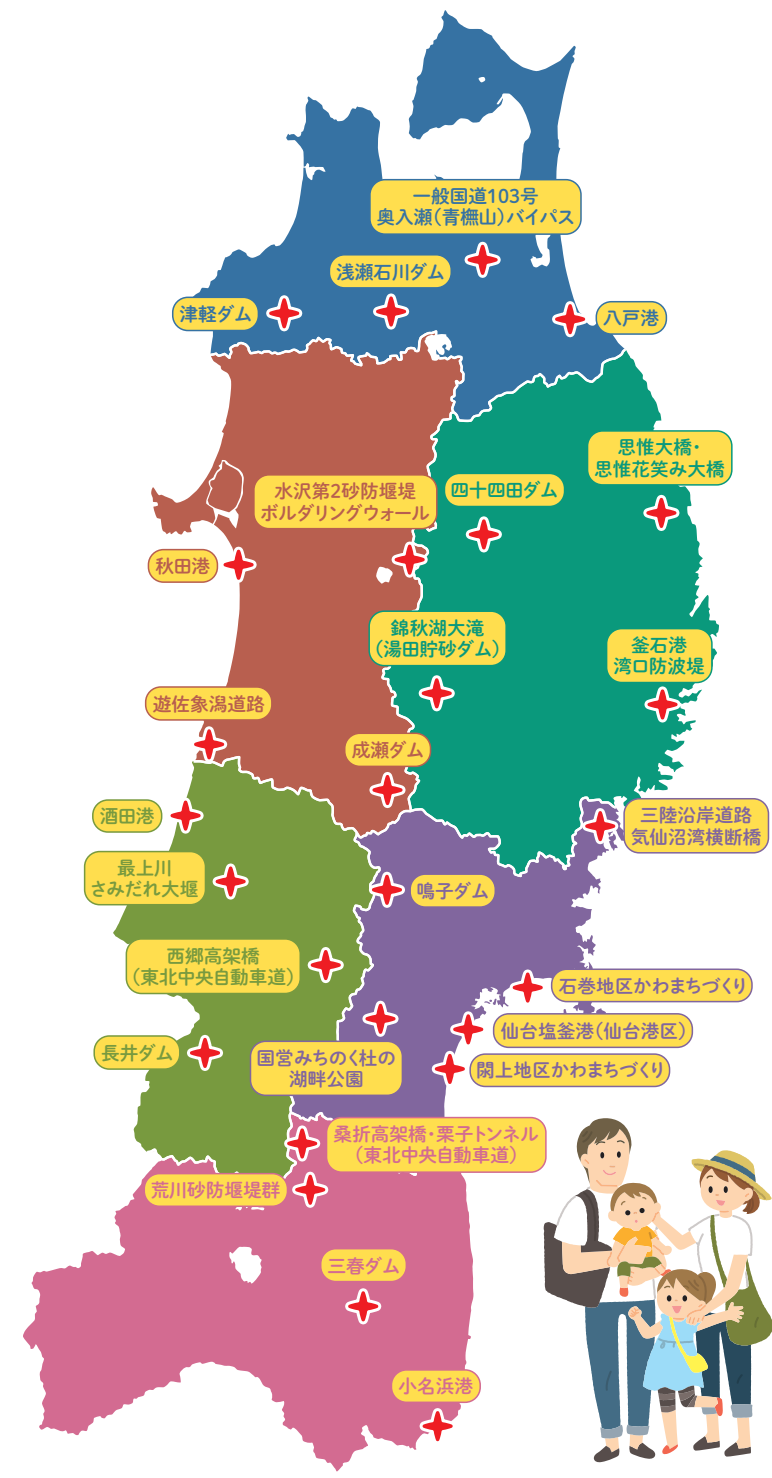 一般国道103号
奥入瀬(青橅山)バイパス
浅瀬石川ダム
津軽ダム
八戸港
思惟大橋・
思惟花笑み大橋
水沢第2砂防堰堤
ボルダリングウォール
四十四田ダム
秋田港
錦秋湖大滝
(湯田貯砂ダム)
釜石港
湾口防波堤
遊佐象潟道路
成瀬ダム
酒田港
三陸沿岸道路
気仙沼湾横断橋
最上川
さみだれ大堰
鳴子ダム
西郷高架橋
(東北中央自動車道)
石巻地区かわまちづくり
仙台塩釜港(仙台港区)
長井ダム
国営みちのく杜の
湖畔公園
閖上地区かわまちづくり
桑折高架橋・栗子トンネル
(東北中央自動車道)
荒川砂防堰堤群
三春ダム
小名浜港